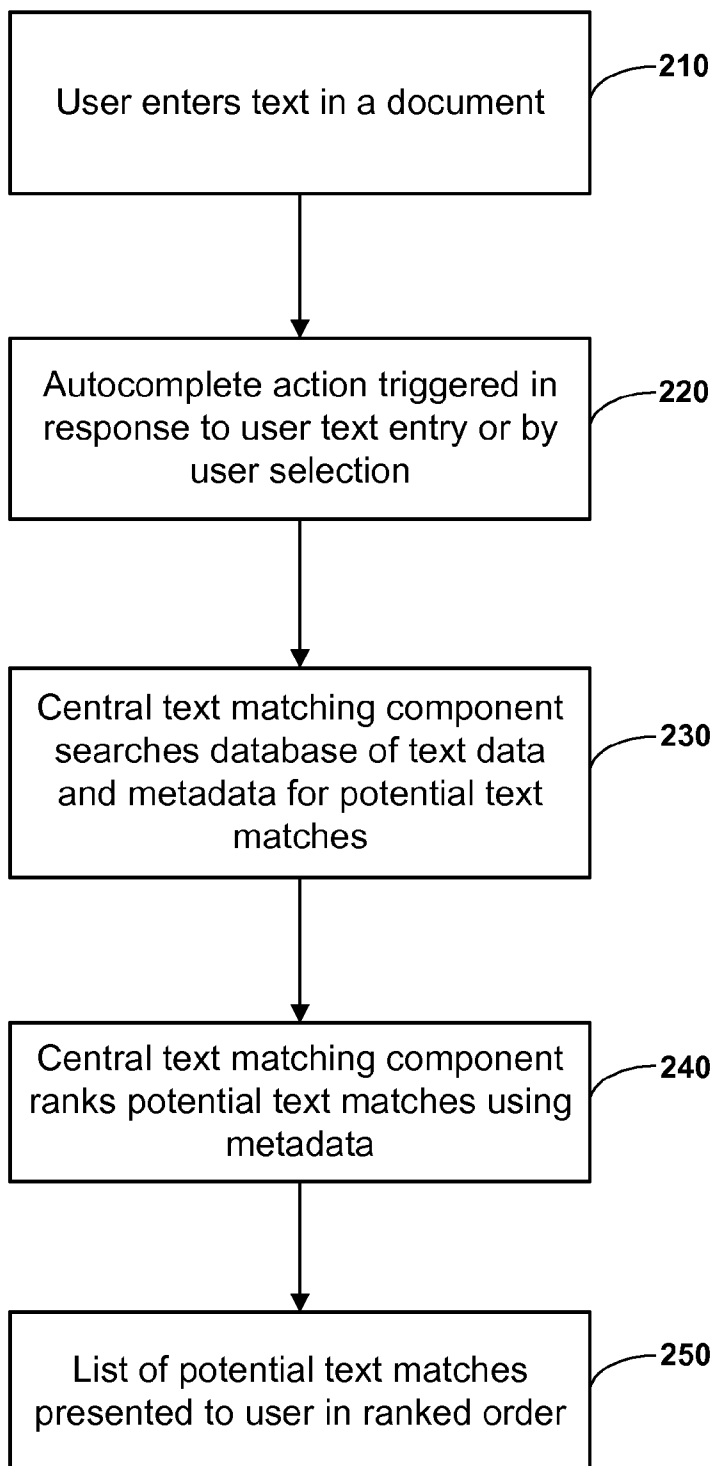 User enters text in a document
210
Autocomplete action triggered in
response to user text entry or by
user selection
220
Central text matching component
searches database of text data
and metadata for potential text
matches
230
Central text matching component
ranks potential text matches using
metadata
240
List of potential text matches
presented to user in ranked order
250